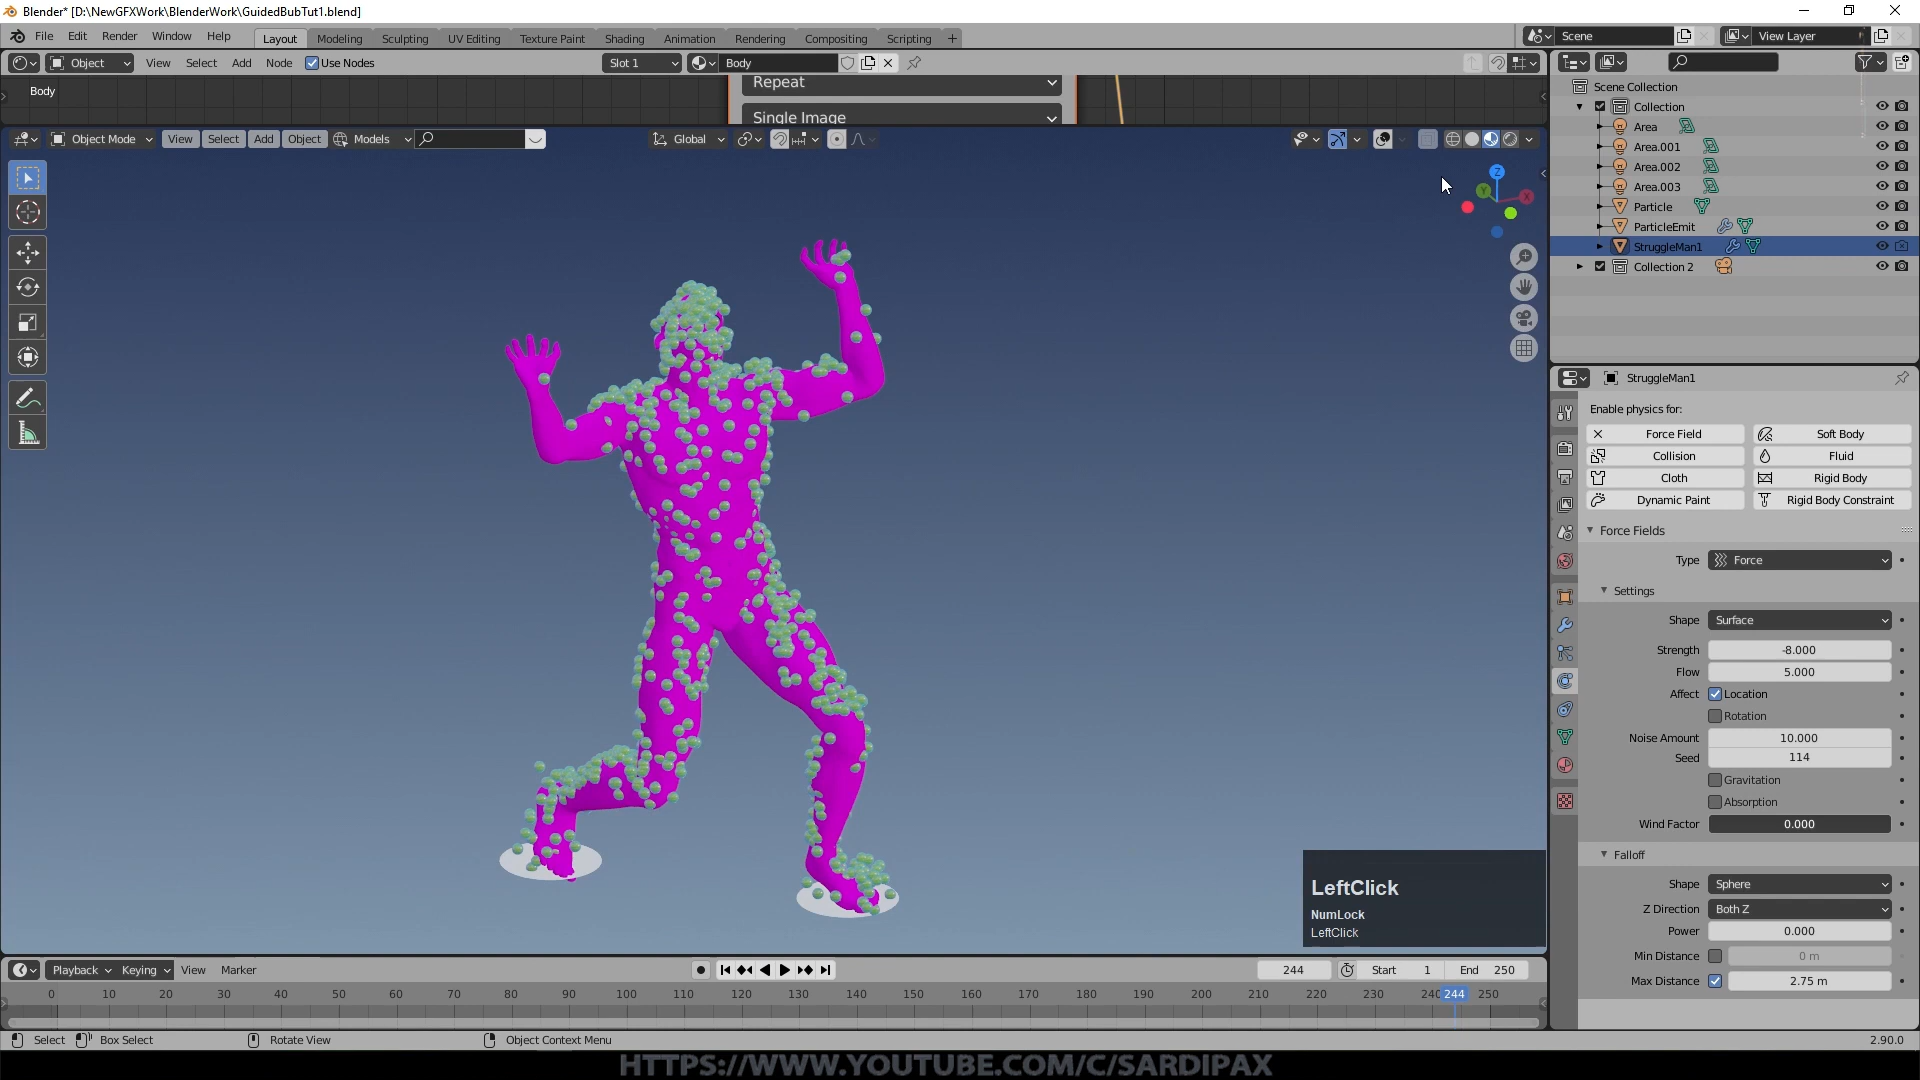 Blender* [D:\NewGFXWork\BlenderWork\GuidedBubTut1.blend]
File Edit Render Window Help Layout Modeling Sculpting UV Editing Texture Paint Shading Animation Rendering Compositing Scripting Scene View Layer
Object View Select Add Node Use Nodes Slot 1 Body
Body
Repeat
Single Image
Object Mode View Select Add Object Models Global
Z
Y
X
Scene Collection
Collection
Area
Area.001
Area.002
Area.003
Particle
ParticleEmit
StruggleMan1
Collection 2
StruggleMan1
Enable physics for:
Force Field Soft Body
Collision Fluid
Cloth Rigid Body
Dynamic Paint Rigid Body Constraint
Force Fields
Type Force
Settings
Shape Surface
Strength -8.000
Flow 5.000
Affect Location
Rotation
Noise Amount 10.000
Seed 114
Gravitation
Absorption
Wind Factor 0.000
Falloff
Shape Sphere
Z Direction Both Z
Power 0.000
Min Distance 0 m
Max Distance 2.75 m
LeftClick
NumLock
LeftClick
Playback Keying View Marker 244 Start 1 End 250
0 10 20 30 40 50 60 70 80 90 100 110 120 130 140 150 160 170 180 190 200 210 220 230 240 244 250
Select Box Select Rotate View Object Context Menu 2.90.0
HTTPS://WWW.YOUTUBE.COM/C/SARDIPAX